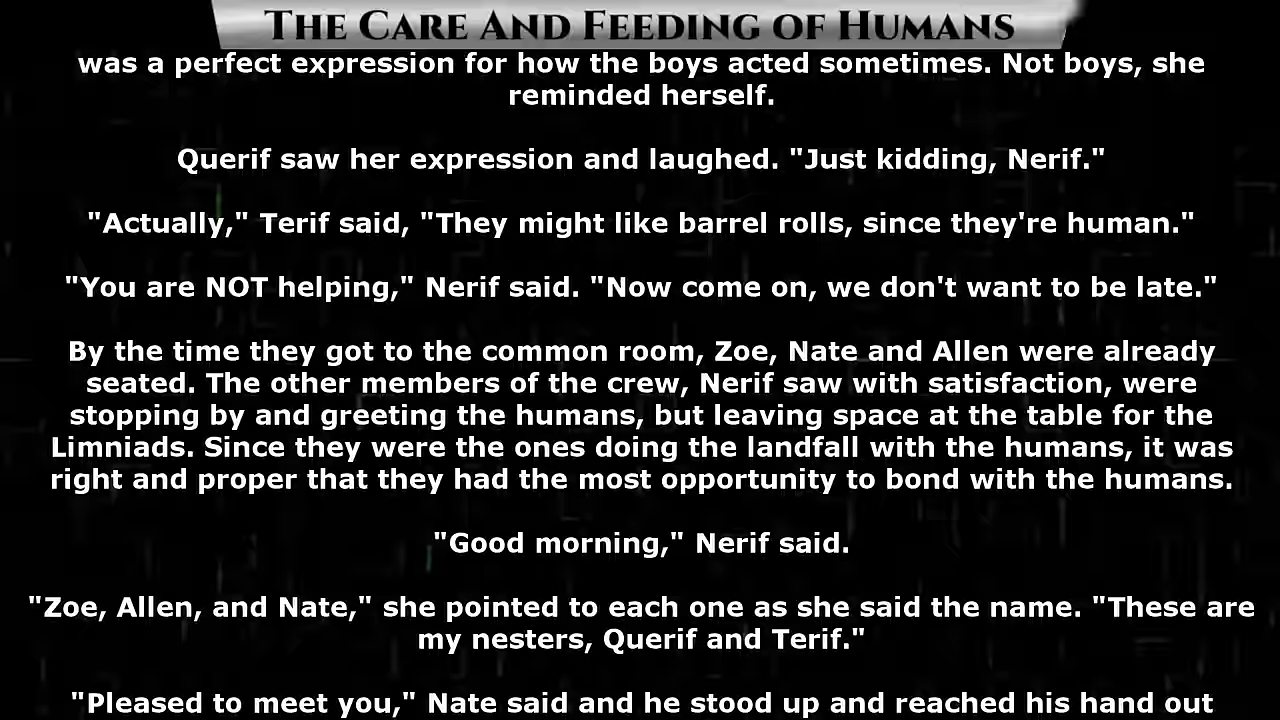 The Care And Feeding of Humans
was a perfect expression for how the boys acted sometimes. Not boys, she
reminded herself.
Querif saw her expression and laughed. "Just kidding, Nerif."
"Actually," Terif said, "They might like barrel rolls, since they're human."
"You are NOT helping," Nerif said. "Now come on, we don't want to be late."
By the time they got to the common room, Zoe, Nate and Allen were already
seated. The other members of the crew, Nerif saw with satisfaction, were
stopping by and greeting the humans, but leaving space at the table for the
Limniads. Since they were the ones doing the landfall with the humans, it was
right and proper that they had the most opportunity to bond with the humans.
"Good morning," Nerif said.
"Zoe, Allen, and Nate," she pointed to each one as she said the name. "These are
my nesters, Querif and Terif."
"Pleased to meet you," Nate said and he stood up and reached his hand out